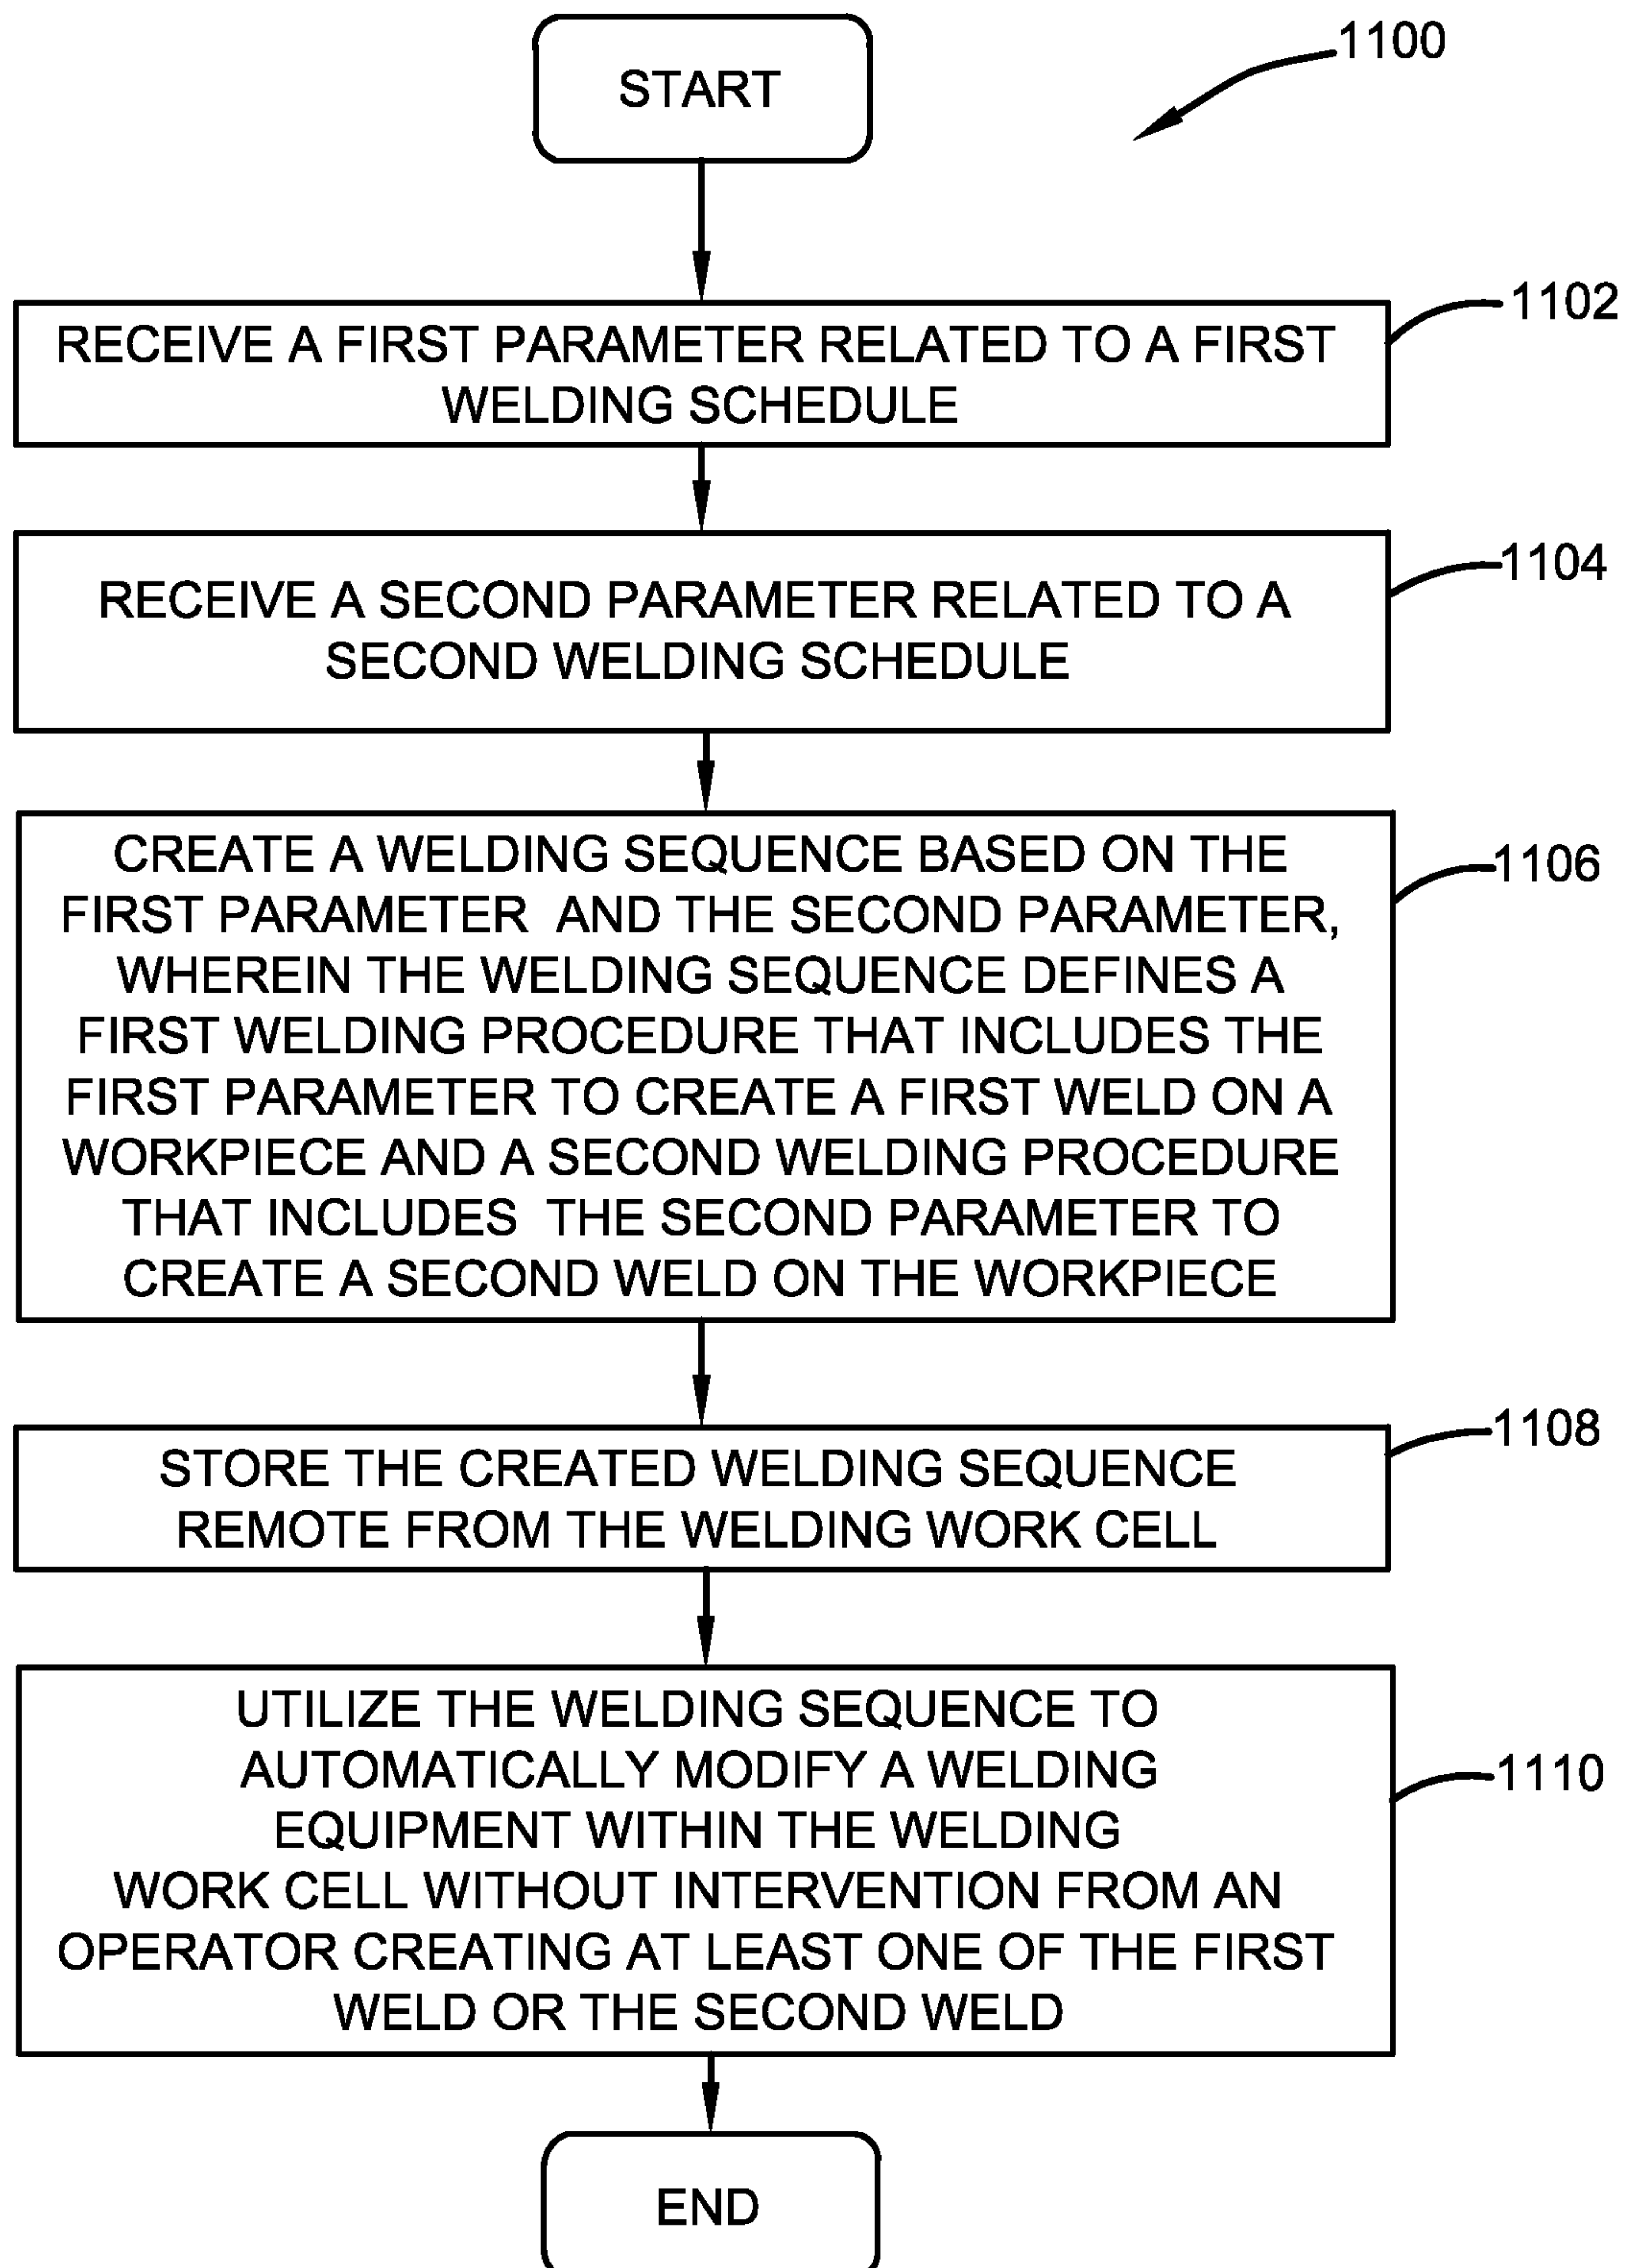 START
1100
RECEIVE A FIRST PARAMETER RELATED TO A FIRST
WELDING SCHEDULE
1102
RECEIVE A SECOND PARAMETER RELATED TO A
SECOND WELDING SCHEDULE
1104
CREATE A WELDING SEQUENCE BASED ON THE
FIRST PARAMETER AND THE SECOND PARAMETER,
WHEREIN THE WELDING SEQUENCE DEFINES A
FIRST WELDING PROCEDURE THAT INCLUDES THE
FIRST PARAMETER TO CREATE A FIRST WELD ON A
WORKPIECE AND A SECOND WELDING PROCEDURE
THAT INCLUDES THE SECOND PARAMETER TO
CREATE A SECOND WELD ON THE WORKPIECE
1106
STORE THE CREATED WELDING SEQUENCE
REMOTE FROM THE WELDING WORK CELL
1108
UTILIZE THE WELDING SEQUENCE TO
AUTOMATICALLY MODIFY A WELDING
EQUIPMENT WITHIN THE WELDING
WORK CELL WITHOUT INTERVENTION FROM AN
OPERATOR CREATING AT LEAST ONE OF THE FIRST
WELD OR THE SECOND WELD
1110
END